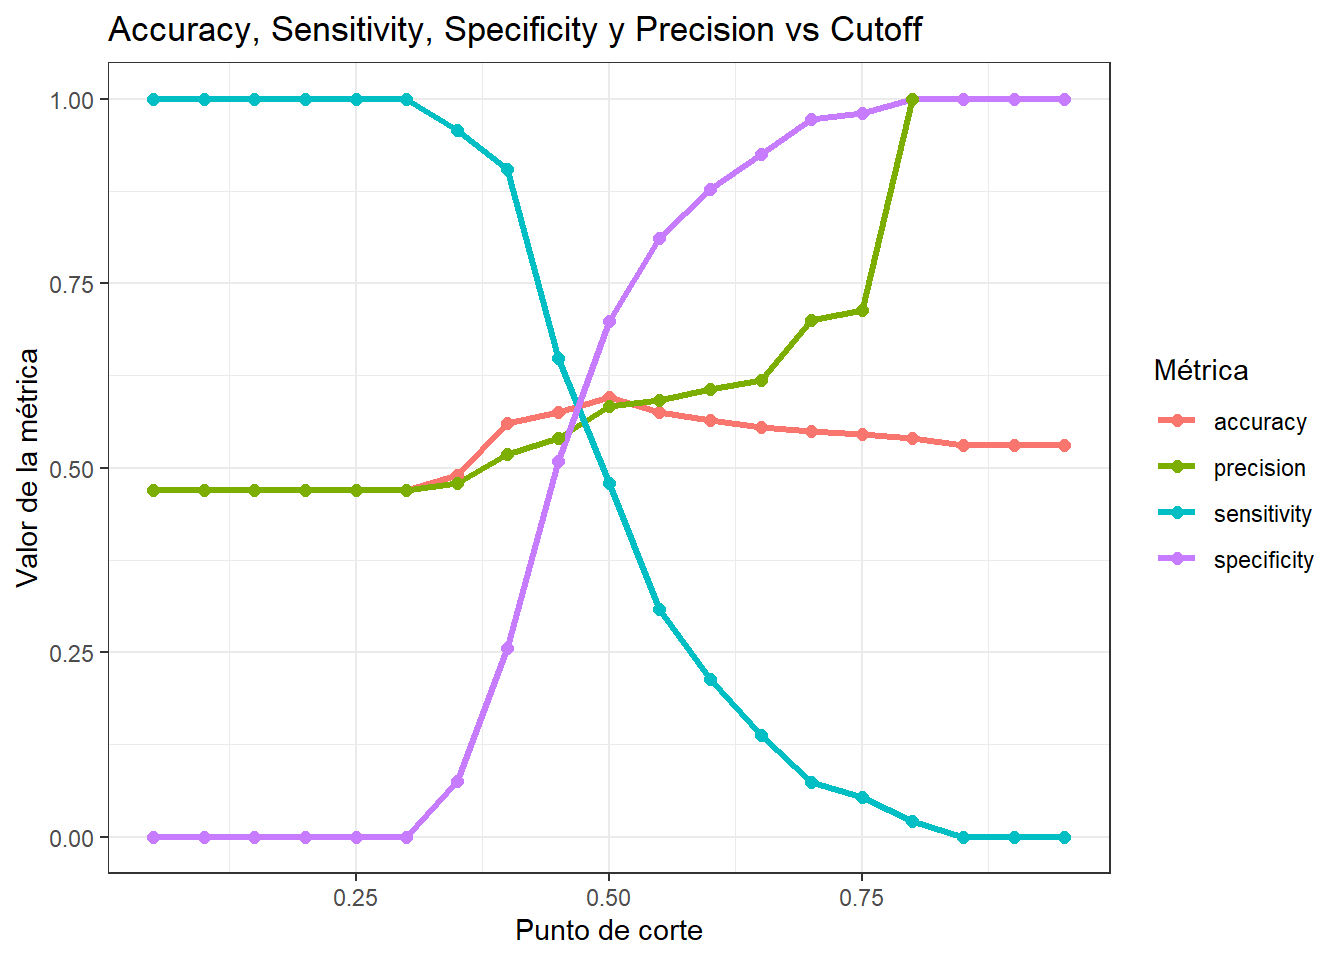 Accuracy, Sensitivity, Specificity y Precision vs Cutoff
1.00
0.75
0.50
0.25
0.00
Valor de la métrica
0.25 0.50 0.75
Punto de corte
Métrica
accuracy
precision
sensitivity
specificity